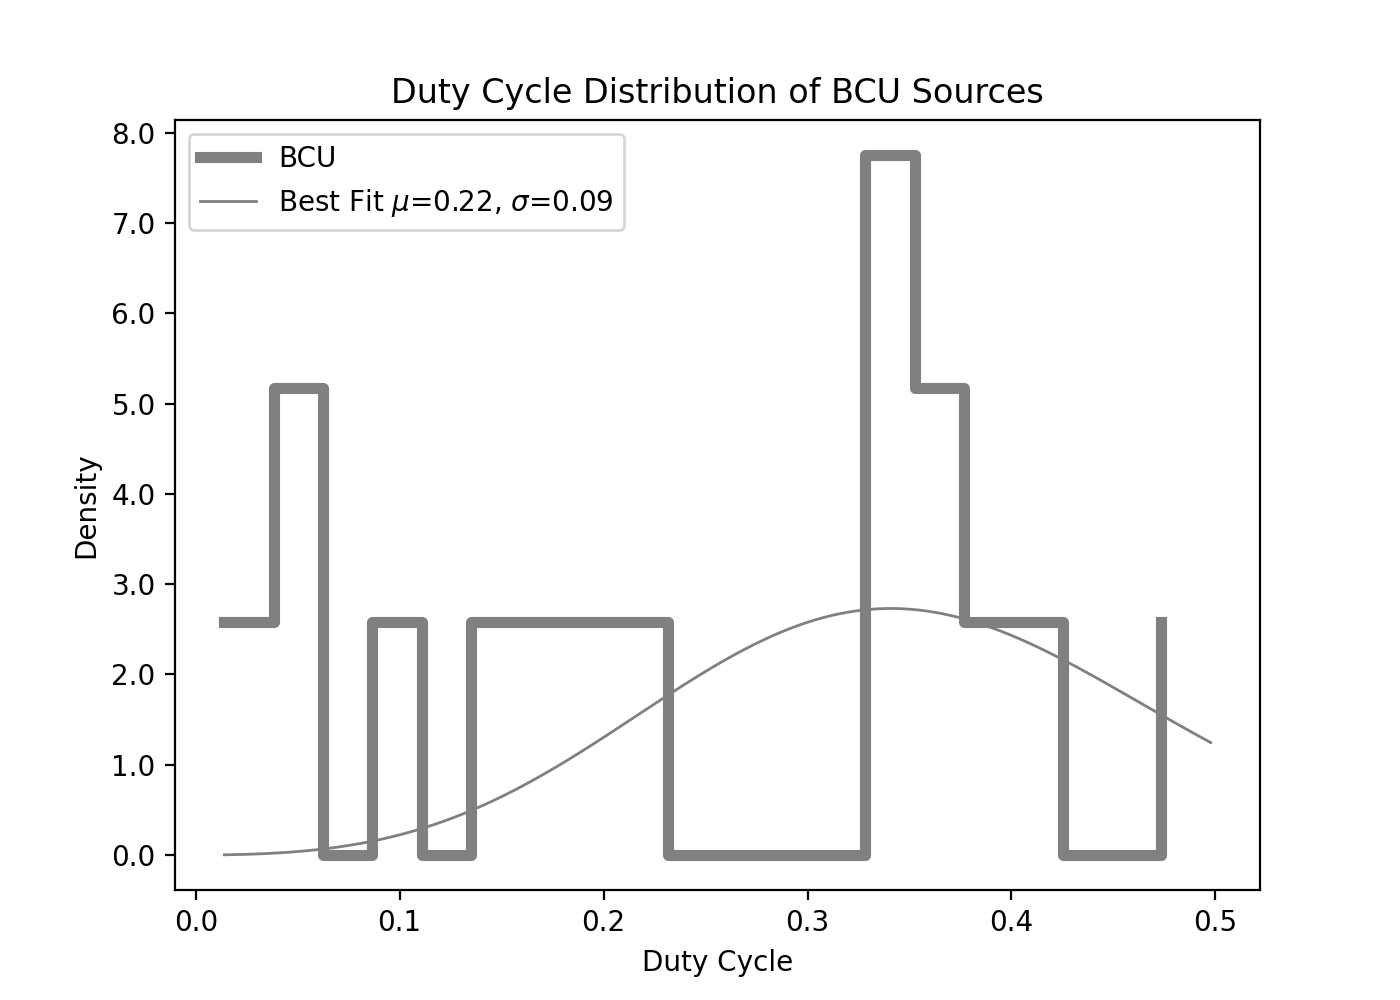 Duty Cycle Distribution of BCU Sources
BCU
Best Fit μ=0.22, σ=0.09
8.0
7.0
6.0
5.0
4.0
3.0
2.0
1.0
0.0
Density
0.0 0.1 0.2 0.3 0.4 0.5
Duty Cycle